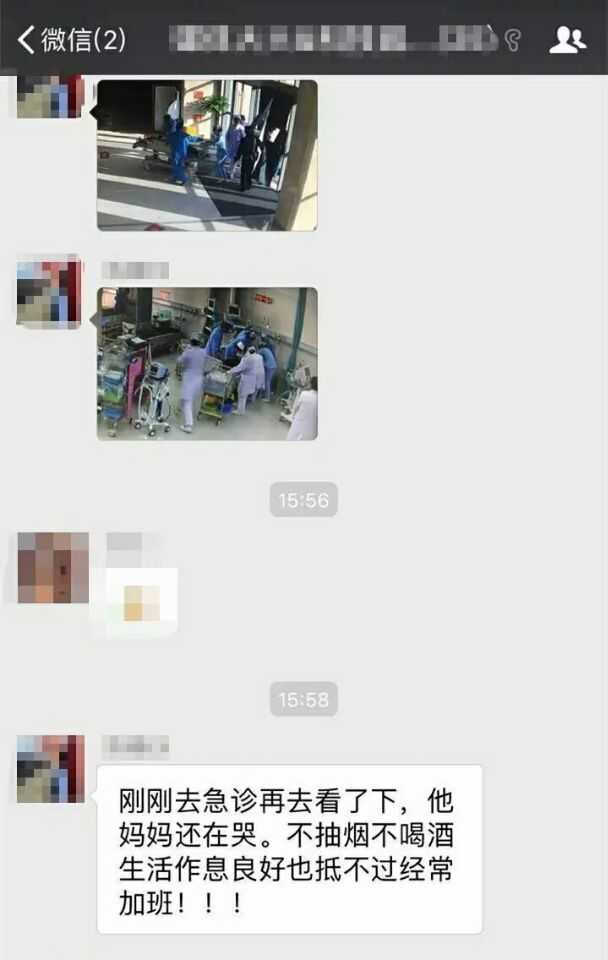 微信(2)
15:56
15:58
刚刚去急诊再去看了下，他
妈妈还在哭。不抽烟不喝酒
生活作息良好也抵不过经常
加班！！！